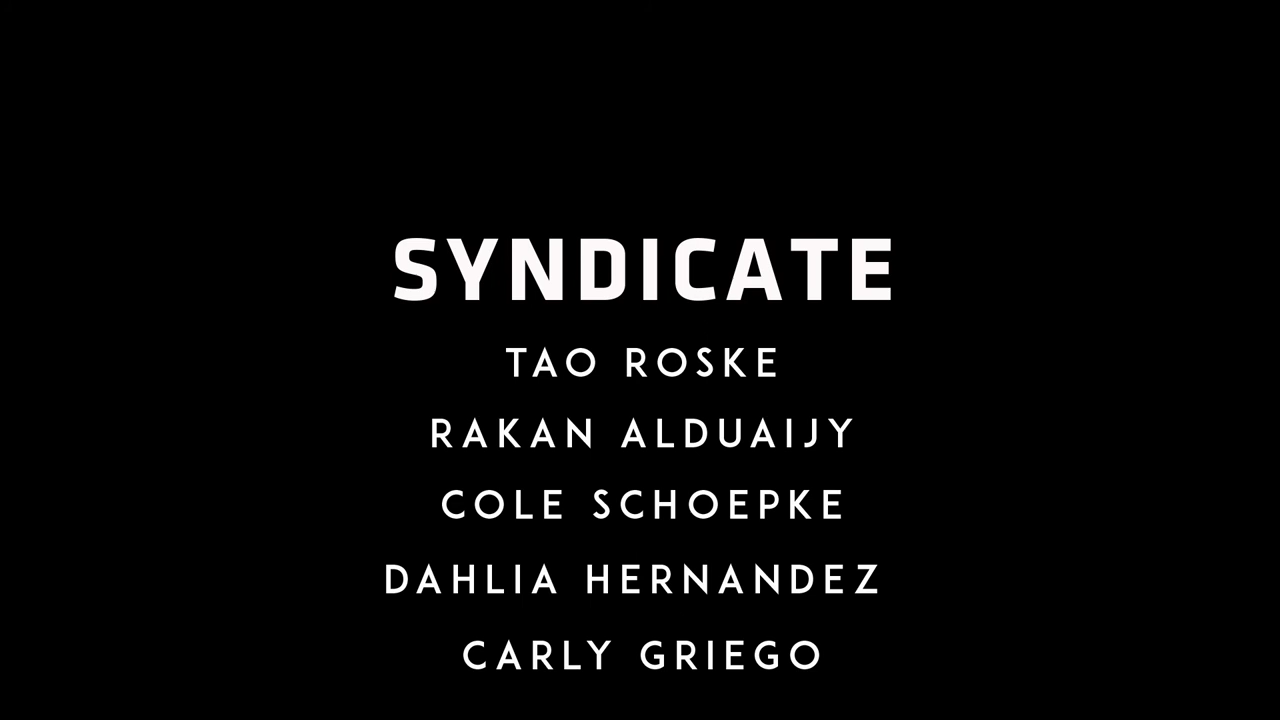 SYNDICATE
TAO ROSKE
RAKAN ALDUAIJY
COLE SCHOEPKE
DAHLIA HERNANDEZ
CARLY GRIEGO